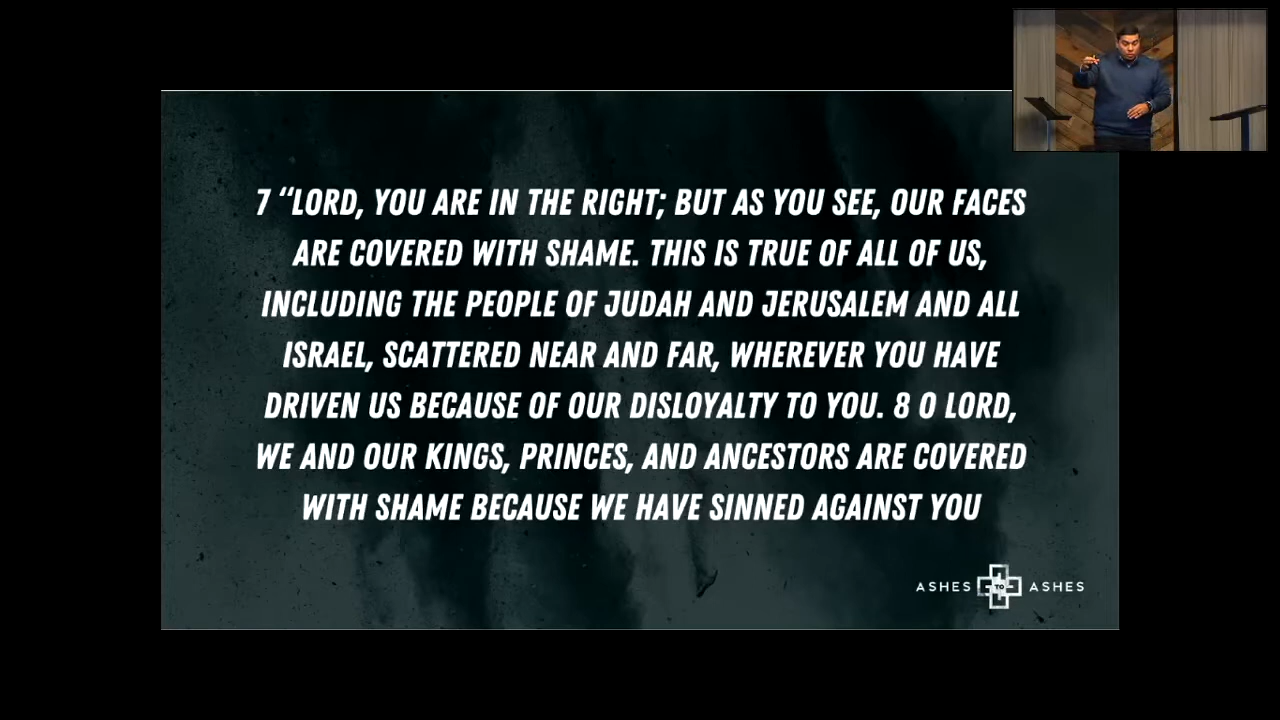 7 “LORD, YOU ARE IN THE RIGHT; BUT AS YOU SEE, OUR FACES
ARE COVERED WITH SHAME. THIS IS TRUE OF ALL OF US,
INCLUDING THE PEOPLE OF JUDAH AND JERUSALEM AND ALL
ISRAEL, SCATTERED NEAR AND FAR, WHEREVER YOU HAVE
DRIVEN US BECAUSE OF OUR DISLOYALTY TO YOU. 8 O LORD,
WE AND OUR KINGS, PRINCES, AND ANCESTORS ARE COVERED
WITH SHAME BECAUSE WE HAVE SINNED AGAINST YOU
ASHES TO ASHES